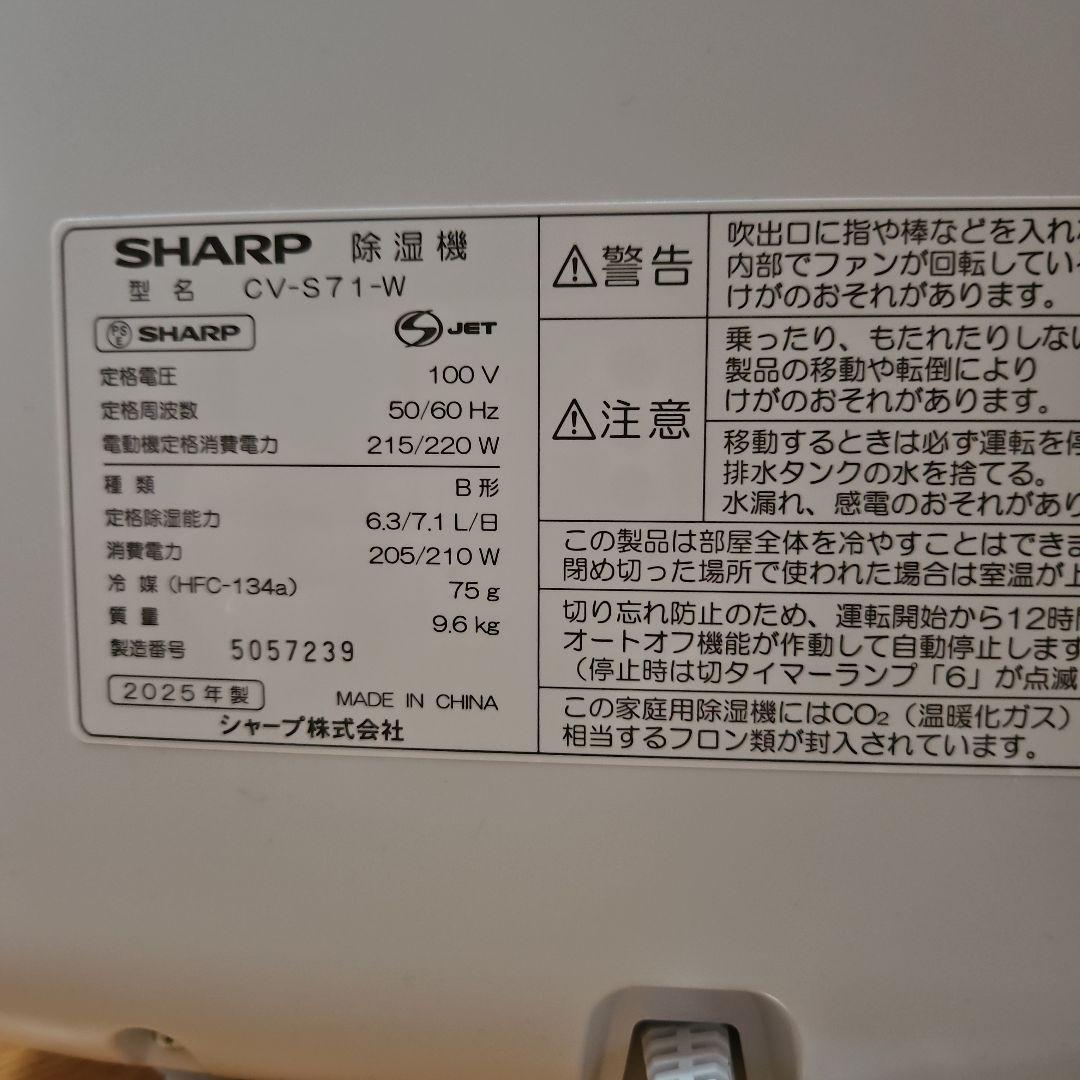 SHARP 除湿機
型名 CV-S71-W
PSE SHARP
S JET
定格電圧 100 V
定格周波数 50/60 Hz
電動機定格消費電力 215/220 W
種類 B形
定格除湿能力 6.3/7.1 L/日
消費電力 205/210 W
冷媒(HFC-134a) 75 g
質量 9.6 kg
製造番号 5057239
2025年製 MADE IN CHINA
シャープ株式会社
⚠警告
吹出口に指や棒などを入れ
内部でファンが回転してい
けがのおそれがあります。
⚠注意
乗ったり、もたれたりしない
製品の移動や転倒により
けがのおそれがあります。
移動するときは必ず運転を停
排水タンクの水を捨てる。
水漏れ、感電のおそれがあり
この製品は部屋全体を冷やすことはできま
閉め切った場所で使われた場合は室温が上
切り忘れ防止のため、運転開始から12時間
オートオフ機能が作動して自動停止します
（停止時は切タイマーランプ「6」が点滅
この家庭用除湿機にはCO₂（温暖化ガス）
相当するフロン類が封入されています。